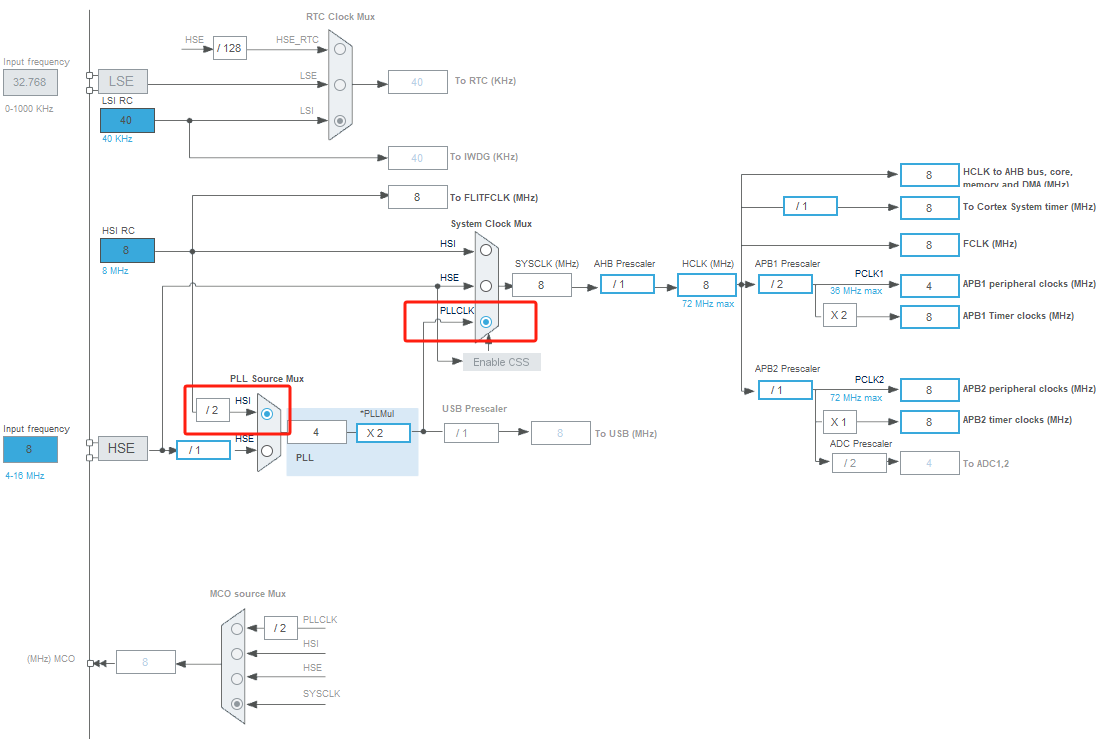 RTC Clock Mux
HSE
/ 128
HSE_RTC
Input frequency
32.768
0-1000 KHz
LSE
LSE
To RTC (KHz)
40
LSI RC
40
40 KHz
LSI
40
To IWDG (KHz)
8
To FLITFCLK (MHz)
System Clock Mux
HSI RC
8
8 MHz
HSI
HSE
PLLCLK
Enable CSS
SYSCLK (MHz)
8
AHB Prescaler
/ 1
HCLK (MHz)
8
72 MHz max
8
HCLK to AHB bus, core,
memory and DMA (MHz)
/ 1
8
To Cortex System timer (MHz)
8
FCLK (MHz)
APB1 Prescaler
/ 2
PCLK1
36 MHz max
4
APB1 peripheral clocks (MHz)
X 2
8
APB1 Timer clocks (MHz)
APB2 Prescaler
/ 1
PCLK2
72 MHz max
8
APB2 peripheral clocks (MHz)
X 1
8
APB2 timer clocks (MHz)
ADC Prescaler
/ 2
4
To ADC1,2
PLL Source Mux
/ 2
HSI
Input frequency
8
4-16 MHz
HSE
/ 1
HSE
4
*PLLMul
X 2
PLL
USB Prescaler
/ 1
8
To USB (MHz)
MCO source Mux
/ 2
PLLCLK
HSI
HSE
SYSCLK
(MHz) MCO
8